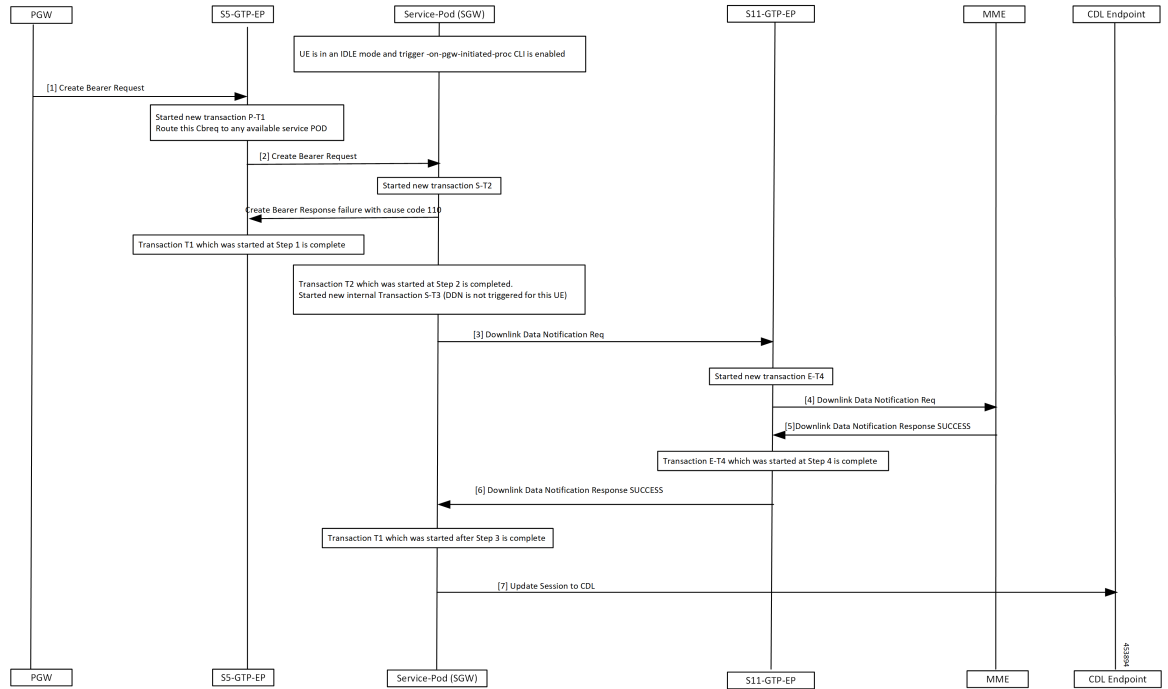 PGW
S5-GTP-EP
Service-Pod (SGW)
S11-GTP-EP
MME
CDL Endpoint
UE is in an IDLE mode and trigger -on-pgw-initiated-proc CLI is enabled
[1] Create Bearer Request
Started new transaction P-T1
Route this Cbreq to any available service POD
[2] Create Bearer Request
Started new transaction S-T2
Create Bearer Response failure with cause code 110
Transaction T1 which was started at Step 1 is complete
Transaction T2 which was started at Step 2 is completed.
Started new internal Transaction S-T3 (DDN is not triggered for this UE)
[3] Downlink Data Notification Req
Started new transaction E-T4
[4] Downlink Data Notification Req
[5]Downlink Data Notification Response SUCCESS
Transaction E-T4 which was started at Step 4 is complete
[6] Downlink Data Notification Response SUCCESS
Transaction T1 which was started after Step 3 is complete
[7] Update Session to CDL
453894
PGW
S5-GTP-EP
Service-Pod (SGW)
S11-GTP-EP
MME
CDL Endpoint